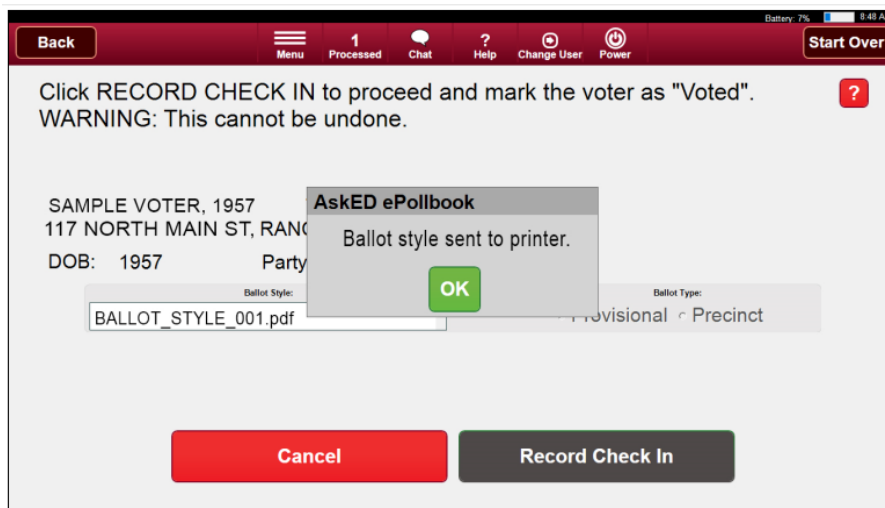 Battery: 7% 8:48 A
Back
Menu
1 Processed
Chat
? Help
Change User
Power
Start Over
Click RECORD CHECK IN to proceed and mark the voter as "Voted".
?
WARNING: This cannot be undone.
SAMPLE VOTER, 1957
AskED ePollbook
117 NORTH MAIN ST,
Ballot style sent to printer.
DOB: 1957 Party
OK
Ballot Style:
Ballot Type:
BALLOT_STYLE_001.pdf
Provisional
Precinct
Cancel
Record Check In